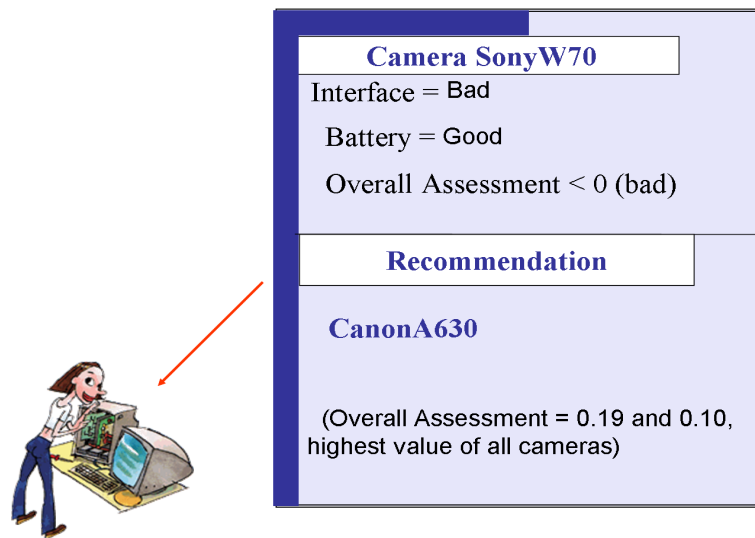 Camera SonyW70
Interface = Bad
Battery = Good
Overall Assessment < 0 (bad)
Recommendation
CanonA630
(Overall Assessment = 0.19 and 0.10,
highest value of all cameras)